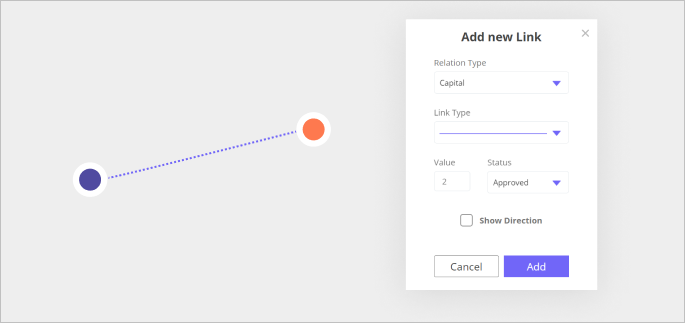 Add new Link
Relation Type
Capital
Link Type
Value Status
2 Approved
Show Direction
Cancel Add